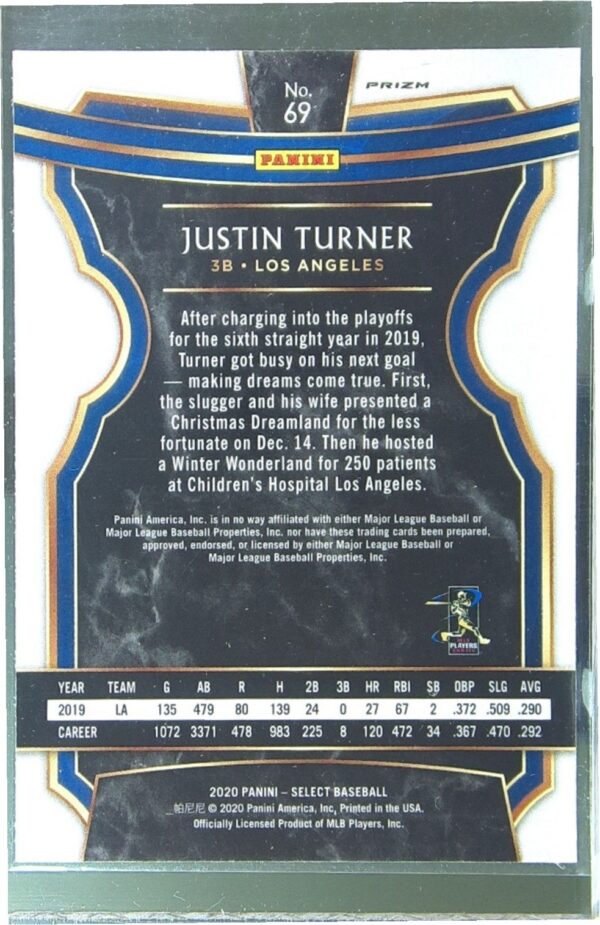 No.
69
PRIZM
PANINI
JUSTIN TURNER
3B • LOS ANGELES
After charging into the playoffs
for the sixth straight year in 2019,
Turner got busy on his next goal
— making dreams come true. First,
the slugger and his wife presented a
Christmas Dreamland for the less
fortunate on Dec. 14. Then he hosted
a Winter Wonderland for 250 patients
at Children's Hospital Los Angeles.
Panini America, Inc. is in no way affiliated with either Major League Baseball or
Major League Baseball Properties, Inc. nor have these trading cards been prepared,
approved, endorsed, or licensed by either Major League Baseball or
Major League Baseball Properties, Inc.
MLB
PLAYERS
YEAR TEAM G AB R H 2B 3B HR RBI SB OBP SLG AVG
2019 LA 135 479 80 139 24 0 27 67 2 .372 .509 .290
CAREER 1072 3371 478 983 225 8 120 472 34 .367 .470 .292
2020 PANINI – SELECT BASEBALL
帕尼尼 © 2020 Panini America, Inc, Printed in the USA.
Officially Licensed Product of MLB Players, Inc.